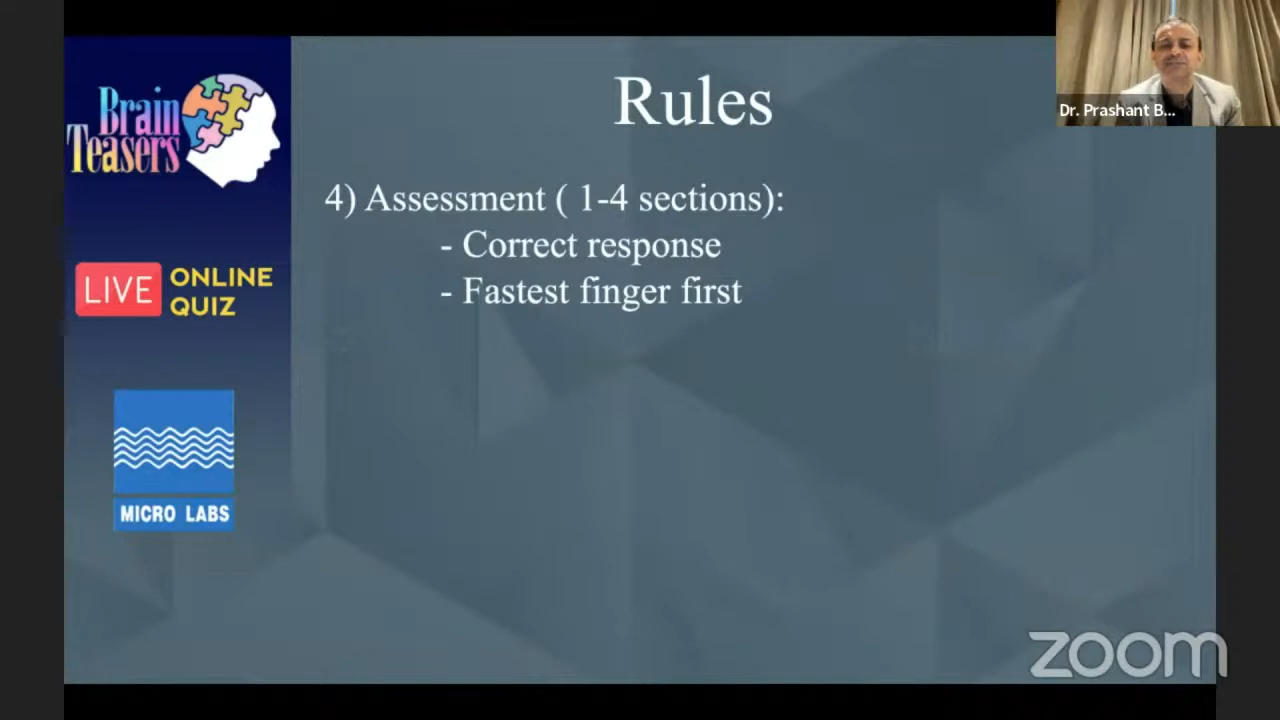 Brain
Teasers
LIVE ONLINE
QUIZ
MICRO LABS
Rules
4) Assessment ( 1-4 sections):
- Correct response
- Fastest finger first
Dr. Prashant B...
zoom